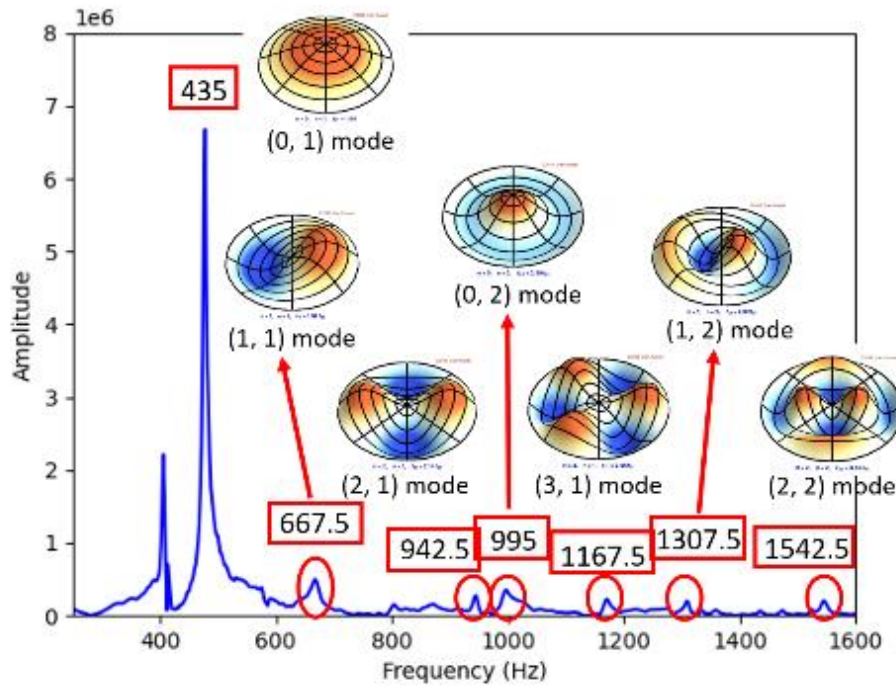 1e6
8
7
6
5
4
3
2
1
0
Amplitude
435
(0, 1) mode
(1, 1) mode
(0, 2) mode
(1, 2) mode
(2, 1) mode
(3, 1) mode
(2, 2) mode
667.5
942.5
995
1167.5
1307.5
1542.5
400
600
800
1000
1200
1400
1600
Frequency (Hz)